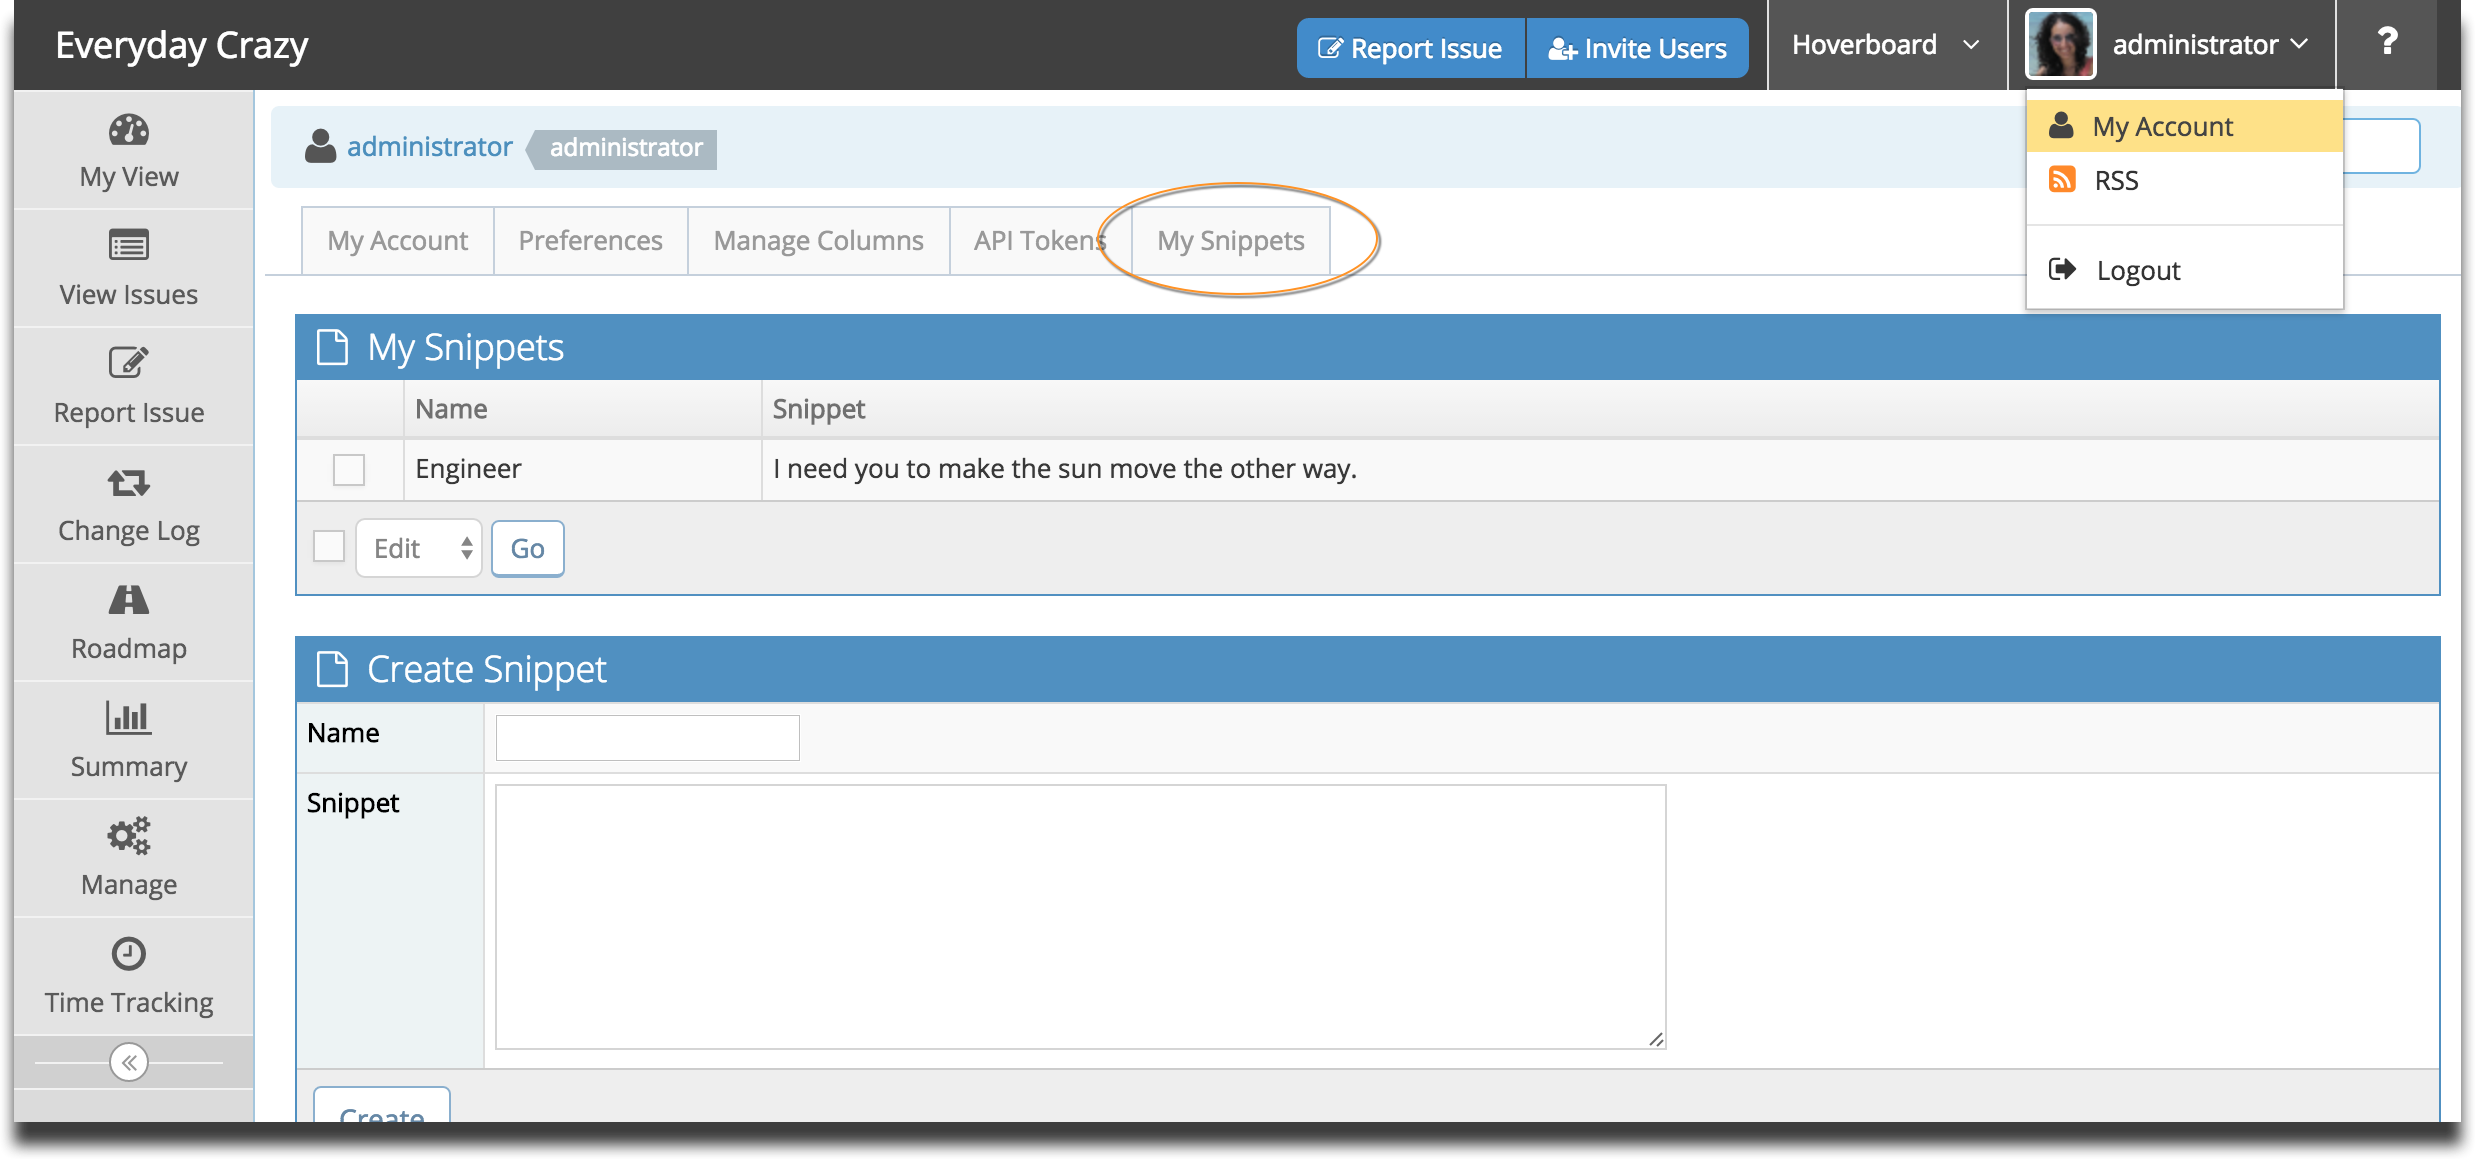 Everyday Crazy
Report Issue
Invite Users
Hoverboard
administrator
?
My View
View Issues
Report Issue
Change Log
Roadmap
Summary
Manage
Time Tracking
administrator
administrator
My Account
RSS
Logout
My Account
Preferences
Manage Columns
API Tokens
My Snippets
My Snippets
Name
Snippet
Engineer
I need you to make the sun move the other way.
Edit
Go
Create Snippet
Name
Snippet
Create